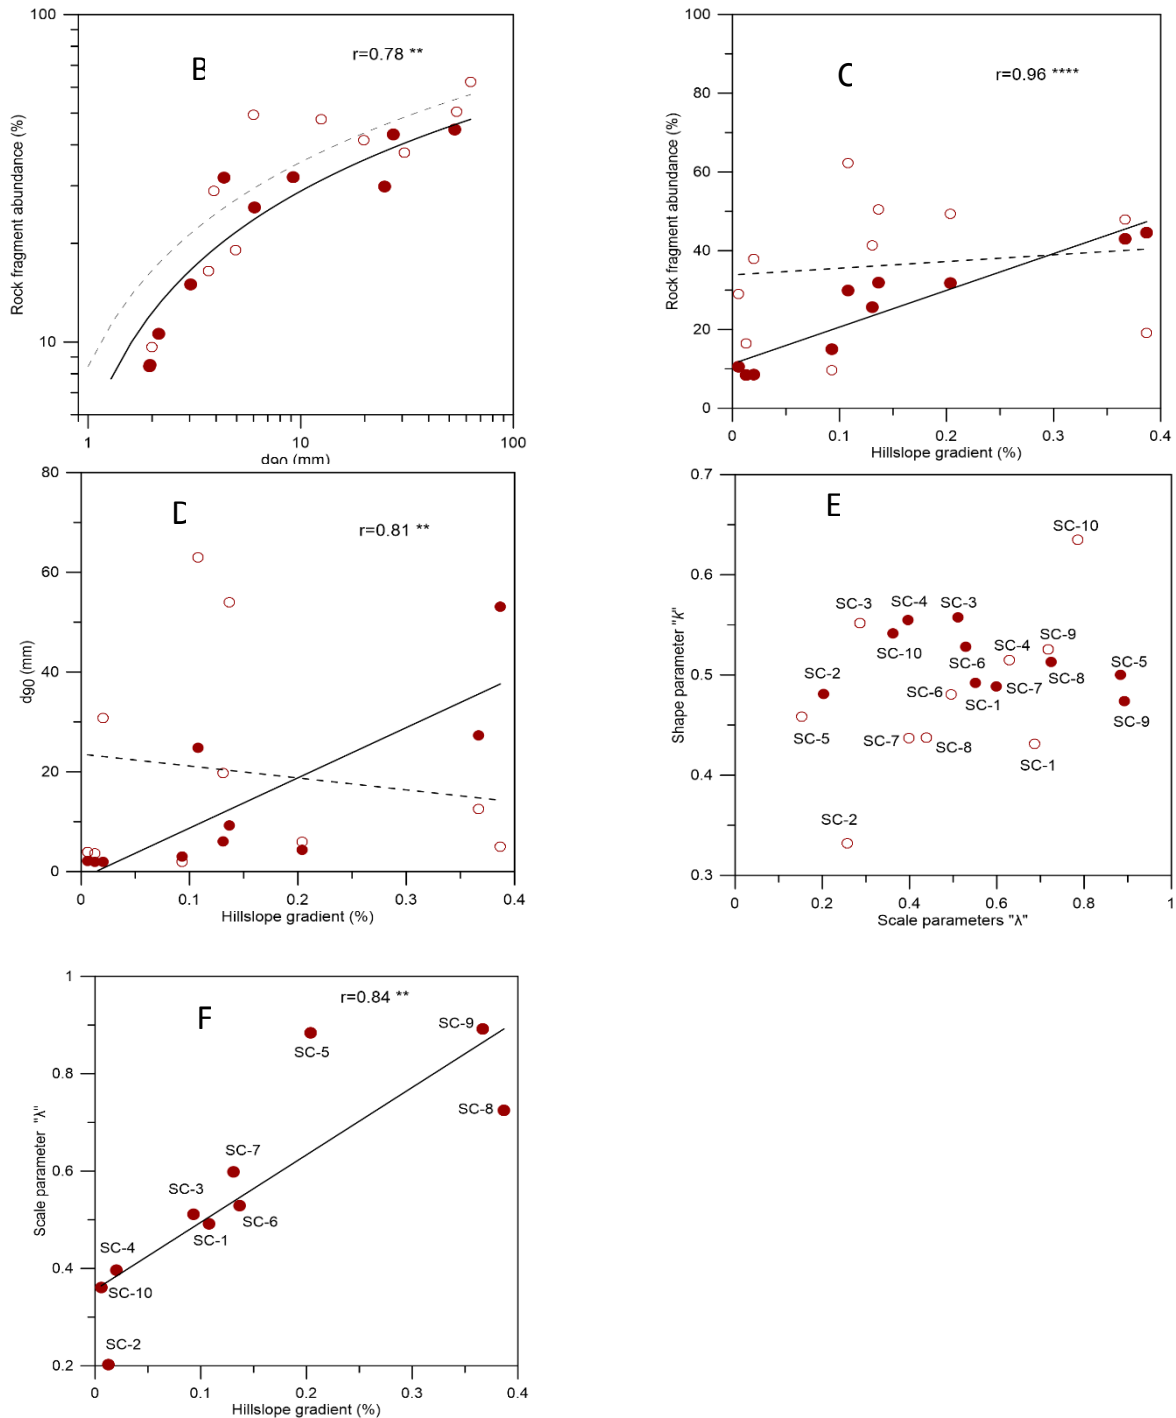 100
B
r=0.78 **
Rock fragment abundance (%)
10
1
10
100
d90 (mm)
100
C
r=0.96 ****
80
60
40
20
0
Rock fragment abundance (%)
0
0.1
0.2
0.3
0.4
Hillslope gradient (%)
80
D
r=0.81 **
60
40
20
0
d90 (mm)
0
0.1
0.2
0.3
0.4
Hillslope gradient (%)
0.7
E
SC-10
0.6
SC-3
SC-4
SC-3
SC-9
SC-4
SC-10
SC-6
SC-8
SC-5
SC-2
0.5
SC-6
SC-1
SC-7
SC-9
SC-5
SC-7
SC-8
SC-1
0.4
SC-2
0.3
Shape parameter "k"
0
0.2
0.4
0.6
0.8
1
Scale parameters "λ"
1
F
r=0.84 **
SC-9
SC-5
0.8
SC-8
SC-7
0.6
SC-3
SC-6
SC-1
SC-4
0.4
SC-10
SC-2
0.2
Scale parameter "λ"
0
0.1
0.2
0.3
0.4
Hillslope gradient (%)